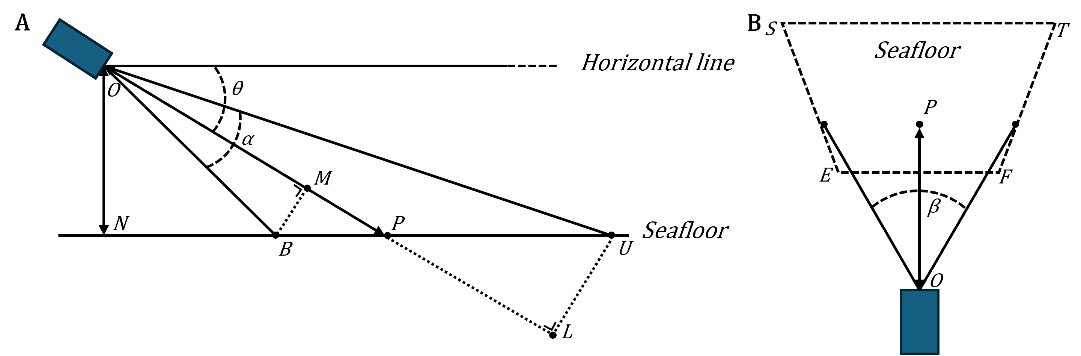 A
O
θ
Horizontal line
α
M
N
B
P
U
Seafloor
L
B
S
T
Seafloor
P
E
F
β
O